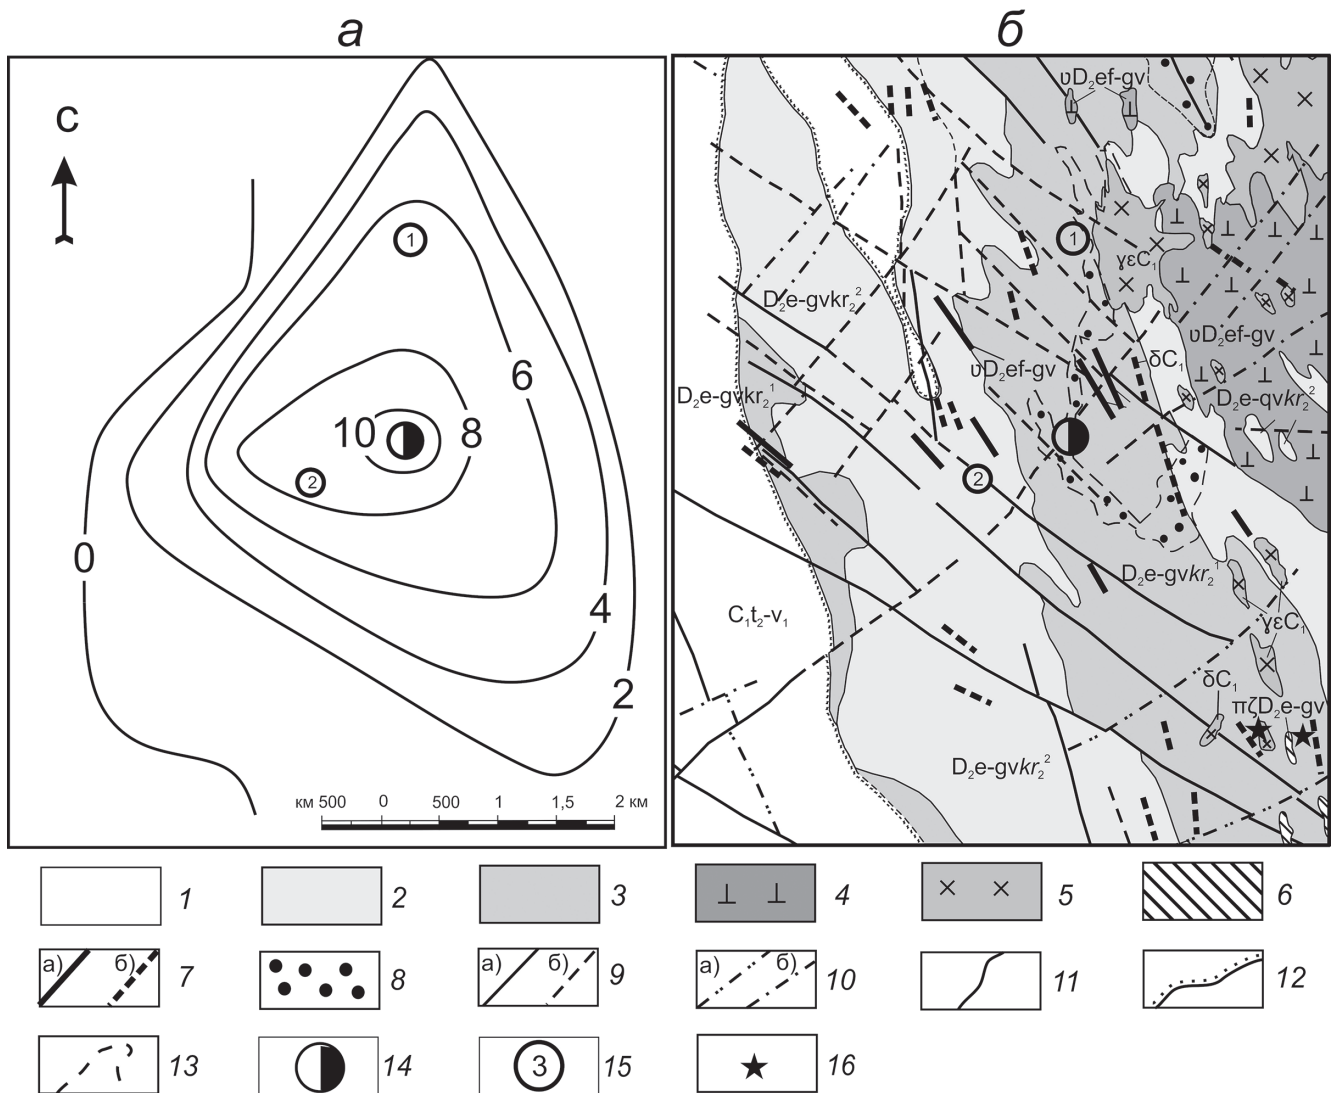 а
б
С
1
6
10
8
2
0
4
2
км 500 0 500 1 1,5 2 км
υD₂ef-gv
1
γεC₁
D₂e-gvkr₂²
υD₂ef-gv
υD₂ef-gv
δC₁
D₂e-gvkr₂¹
D₂e-qvkr₂²
2
D₂e-gvkr₂¹
C₁t₂-v₁
γεC₁
δC₁
πζD₂e-gv
D₂e-gvkr₂²
1 2 3 4 5 6
а) б) 7 8 а) б) 9 а) б) 10 11 12
13 14 3 15 16